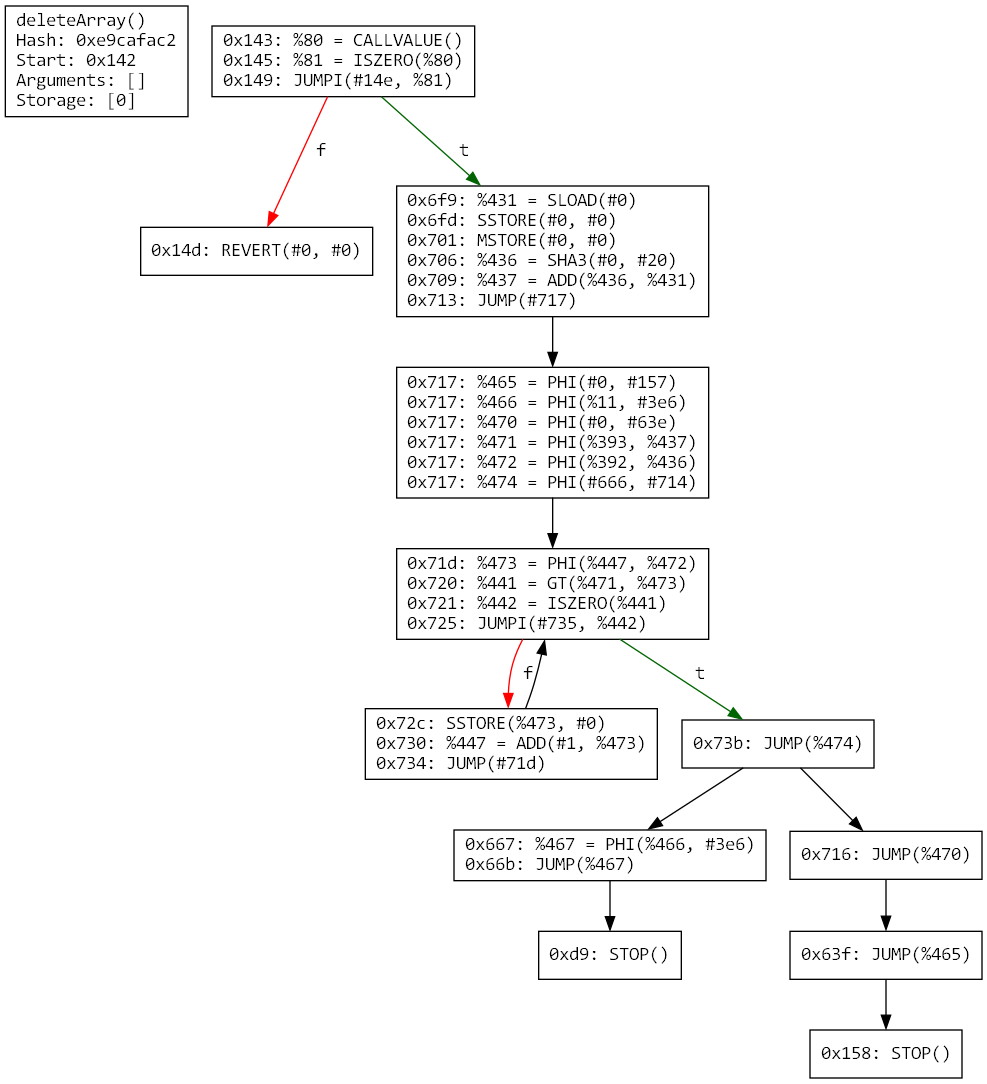 deleteArray()
Hash: 0xe9cafac2
Start: 0x142
Arguments: []
Storage: [0]
0x143: %80 = CALLVALUE()
0x145: %81 = ISZERO(%80)
0x149: JUMPI(#14e, %81)
f
t
0x14d: REVERT(#0, #0)
0x6f9: %431 = SLOAD(#0)
0x6fd: SSTORE(#0, #0)
0x701: MSTORE(#0, #0)
0x706: %436 = SHA3(#0, #20)
0x709: %437 = ADD(%436, %431)
0x713: JUMP(#717)
0x717: %465 = PHI(#0, #157)
0x717: %466 = PHI(%11, #3e6)
0x717: %470 = PHI(#0, #63e)
0x717: %471 = PHI(%393, %437)
0x717: %472 = PHI(%392, %436)
0x717: %474 = PHI(#666, #714)
0x71d: %473 = PHI(%447, %472)
0x720: %441 = GT(%471, %473)
0x721: %442 = ISZERO(%441)
0x725: JUMPI(#735, %442)
f
t
0x72c: SSTORE(%473, #0)
0x730: %447 = ADD(#1, %473)
0x734: JUMP(#71d)
0x73b: JUMP(%474)
0x667: %467 = PHI(%466, #3e6)
0x66b: JUMP(%467)
0x716: JUMP(%470)
0xd9: STOP()
0x63f: JUMP(%465)
0x158: STOP()